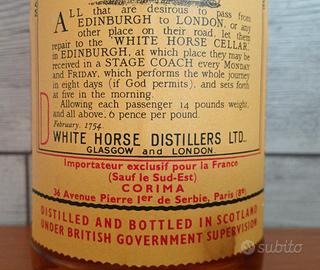 ALL that are desirous to pass from
EDINBURGH to LONDON, or any
other place on their road, let them
repair to the "WHITE HORSE CELLAR,"
in EDINBURGH, at which place they may be
received in a STAGE COACH every MONDAY
and FRIDAY, which performs the whole journey
in eight days (if God permits), and sets forth
at five in the morning.
Allowing each passenger 14 pounds weight,
and all above, 6 pence per pound.
February, 1754.
WHITE HORSE DISTILLERS LTD.,
GLASGOW and LONDON.
Importateur exclusif pour la France
(Sauf le Sud-Est)
CORIMA
36 Avenue Pierre Ier de Serbie, Paris (8e)
DISTILLED AND BOTTLED IN SCOTLAND
UNDER BRITISH GOVERNMENT SUPERVISION
subito